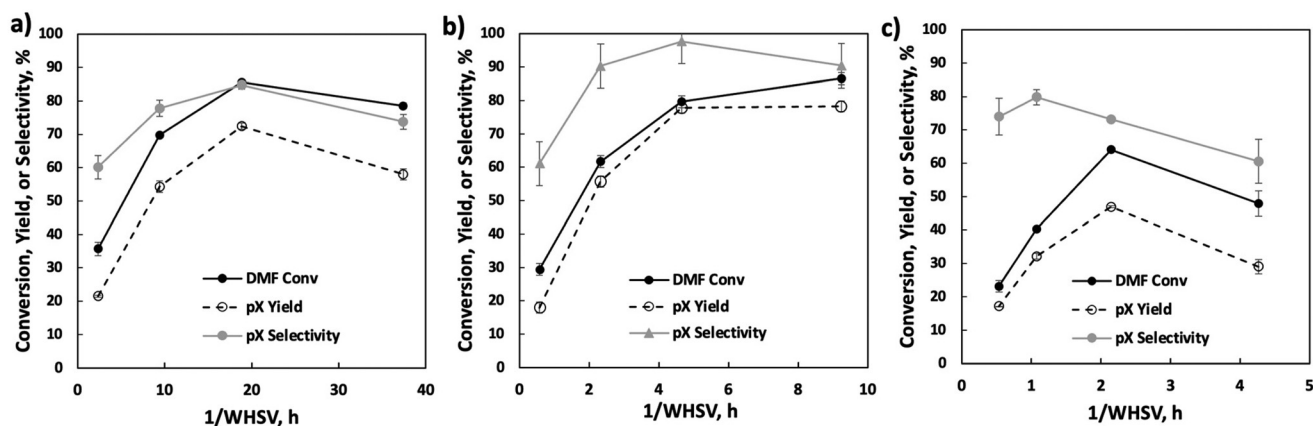 a)
Conversion, Yield, or Selectivity, %
100
90
80
70
60
50
40
30
20
10
0
DMF Conv
pX Yield
pX Selectivity
0 10 20 30 40
1/WHSV, h
b)
Conversion, Yield, or Selectivity, %
100
90
80
70
60
50
40
30
20
10
0
DMF Conv
pX Yield
pX Selectivity
0 2 4 6 8 10
1/WHSV, h
c)
Conversion, Yield, or Selectivity, %
100
90
80
70
60
50
40
30
20
10
0
DMF Conv
pX Yield
pX Selectivity
0 1 2 3 4 5
1/WHSV, h